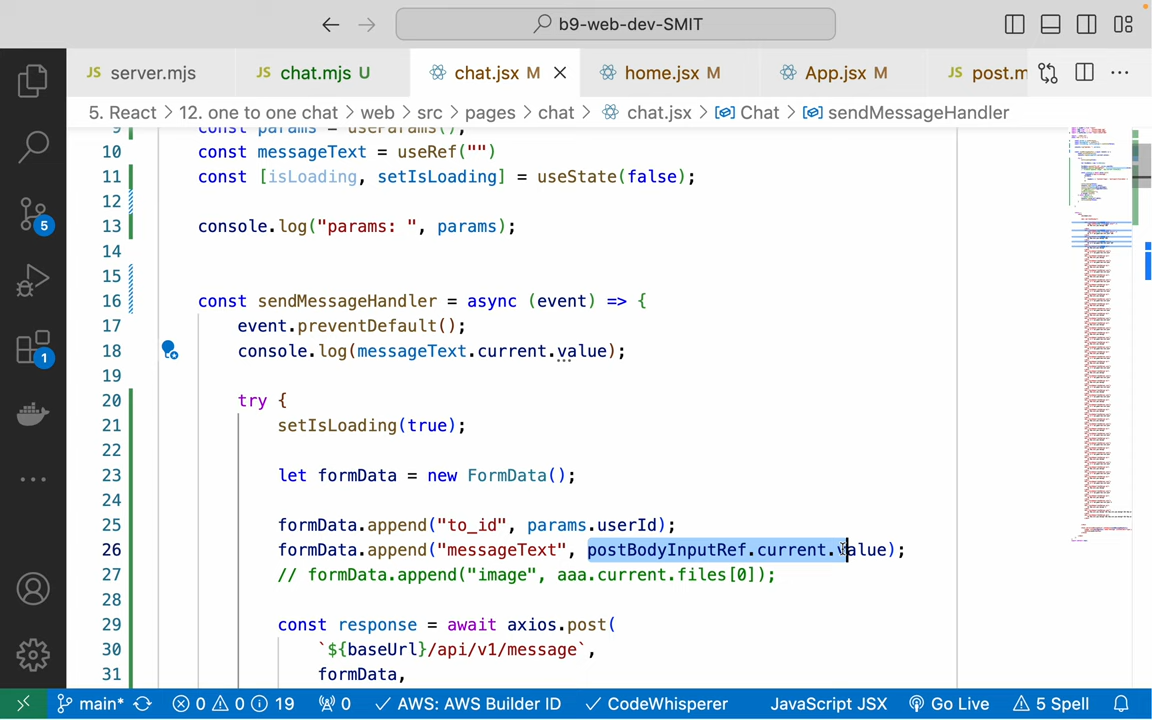 b9-web-dev-SMIT
JS server.mjs
JS chat.mjs U
chat.jsx M
home.jsx M
App.jsx M
JS post.m
5. React > 12. one to one chat > web > src > pages > chat > chat.jsx > Chat > sendMessageHandler
9 const params = useParams();
10 const messageText = useRef("")
11 const [isLoading, setIsLoading] = useState(false);
12
13 console.log("params: ", params);
14
15
16 const sendMessageHandler = async (event) => {
17 event.preventDefault();
18 console.log(messageText.current.value);
19
20 try {
21 setIsLoading(true);
22
23 let formData = new FormData();
24
25 formData.append("to_id", params.userId);
26 formData.append("messageText", postBodyInputRef.current.value);
// formData.append("image", aaa.current.files[0]);
28
29 const response = await axios.post(
30 `${baseUrl}/api/v1/message`,
31 formData,
5
1
main* 0 0 19 0 AWS: AWS Builder ID CodeWhisperer JavaScript JSX Go Live 5 Spell